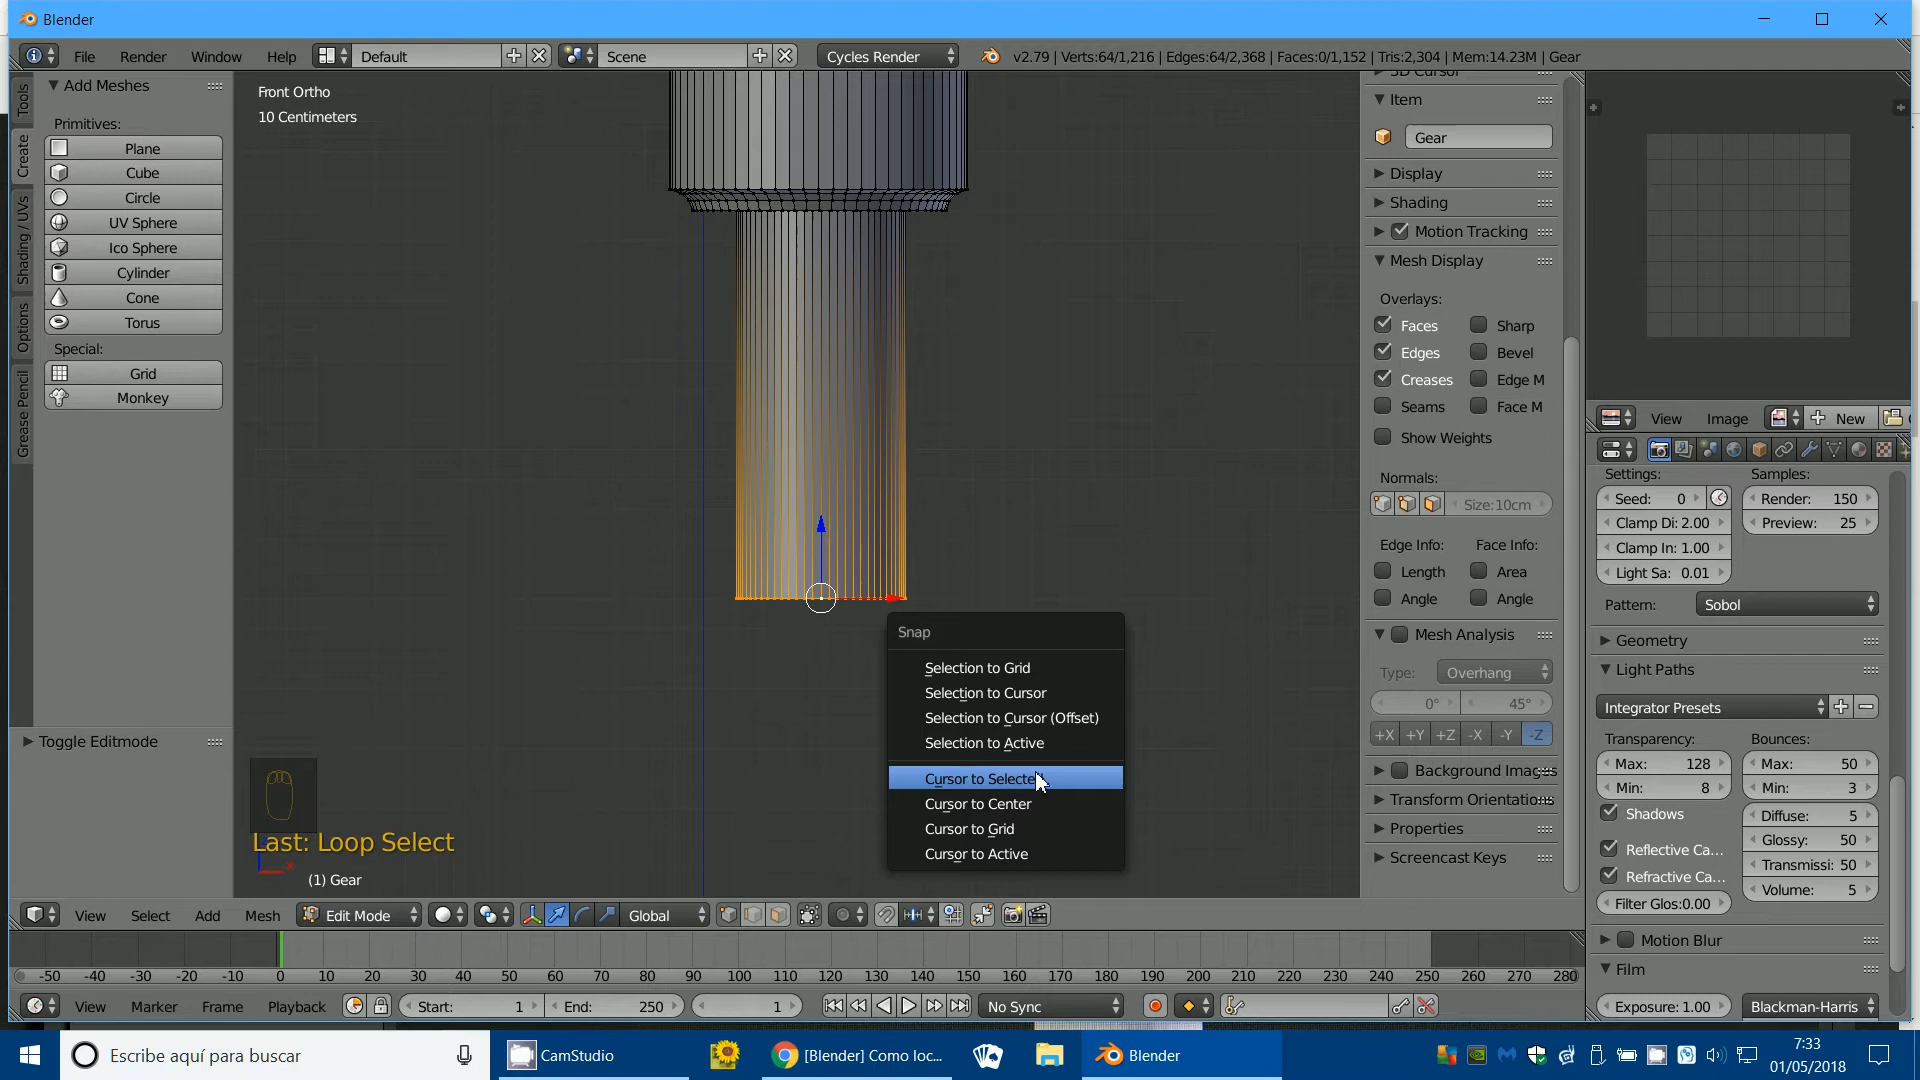 Blender
File Render Window Help Default Scene Cycles Render v2.79 | Verts:64/1,216 | Edges:64/2,368 | Faces:0/1,152 | Tris:2,304 | Mem:14.23M | Gear
Tools
Create
Shading / UVs
Options
Grease Pencil
Add Meshes
Primitives:
Plane
Cube
Circle
UV Sphere
Ico Sphere
Cylinder
Cone
Torus
Special:
Grid
Monkey
Toggle Editmode
Front Ortho
10 Centimeters
Snap
Selection to Grid
Selection to Cursor
Selection to Cursor (Offset)
Selection to Active
Cursor to Selected
Cursor to Center
Cursor to Grid
Cursor to Active
Last: Loop Select
(1) Gear
3D Cursor
Item
Gear
Display
Shading
Motion Tracking
Mesh Display
Overlays:
Faces Sharp
Edges Bevel
Creases Edge M
Seams Face M
Show Weights
Normals:
Size:10cm
Edge Info: Face Info:
Length Area
Angle Angle
Mesh Analysis
Type: Overhang
0° 45°
+X +Y +Z -X -Y -Z
Background Images
Transform Orientations
Properties
Screencast Keys
View Image New
Settings: Samples:
Seed: 0 Render: 150
Clamp Di: 2.00 Preview: 25
Clamp In: 1.00
Light Sa: 0.01
Pattern: Sobol
Geometry
Light Paths
Integrator Presets
Transparency: Bounces:
Max: 128 Max: 50
Min: 8 Min: 3
Shadows Diffuse: 5
Reflective Ca... Glossy: 50
Refractive Ca... Transmissi: 50
Filter Glos:0.00 Volume: 5
Motion Blur
Film
Exposure: 1.00 Blackman-Harris
View Select Add Mesh Edit Mode Global
-50 -40 -30 -20 -10 0 10 20 30 40 50 60 70 80 90 100 110 120 130 140 150 160 170 180 190 200 210 220 230 240 250 260 270 280
View Marker Frame Playback Start: 1 End: 250 1 No Sync
Escribe aquí para buscar CamStudio [Blender] Como loc... Blender 7:33
01/05/2018